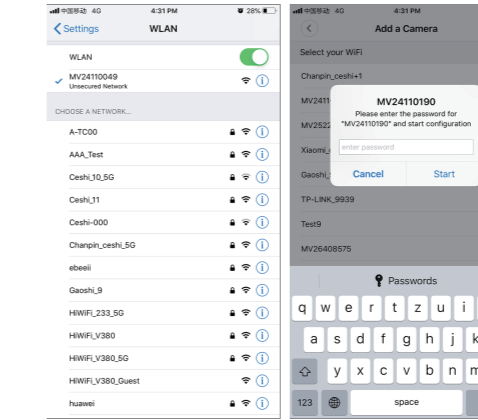 中国移动 4G 4:31 PM 28%
Settings WLAN
WLAN
MV24110049
Unsecured Network
CHOOSE A NETWORK...
A-TC00
AAA_Test
Ceshi_10_5G
Ceshi_11
Ceshi-000
Chanpin_ceshi_5G
ebeeii
Gaoshi_9
HiWiFi_233_5G
HiWiFi_V380
HiWiFi_V380_5G
HiWiFi_V380_Guest
huawei
中国移动 4G 4:31 PM
Add a Camera
Select your WiFi
Chanpin_ceshi+1
MV2411
MV2522
Xiaomi_
Gaoshi_
TP-LINK_9939
Test9
MV26408575
MV24110190
Please enter the password for
"MV24110190" and start configuration
enter password
Cancel Start
Passwords
q w e r t z u i
a s d f g h j k
y x c v b n m
123 space